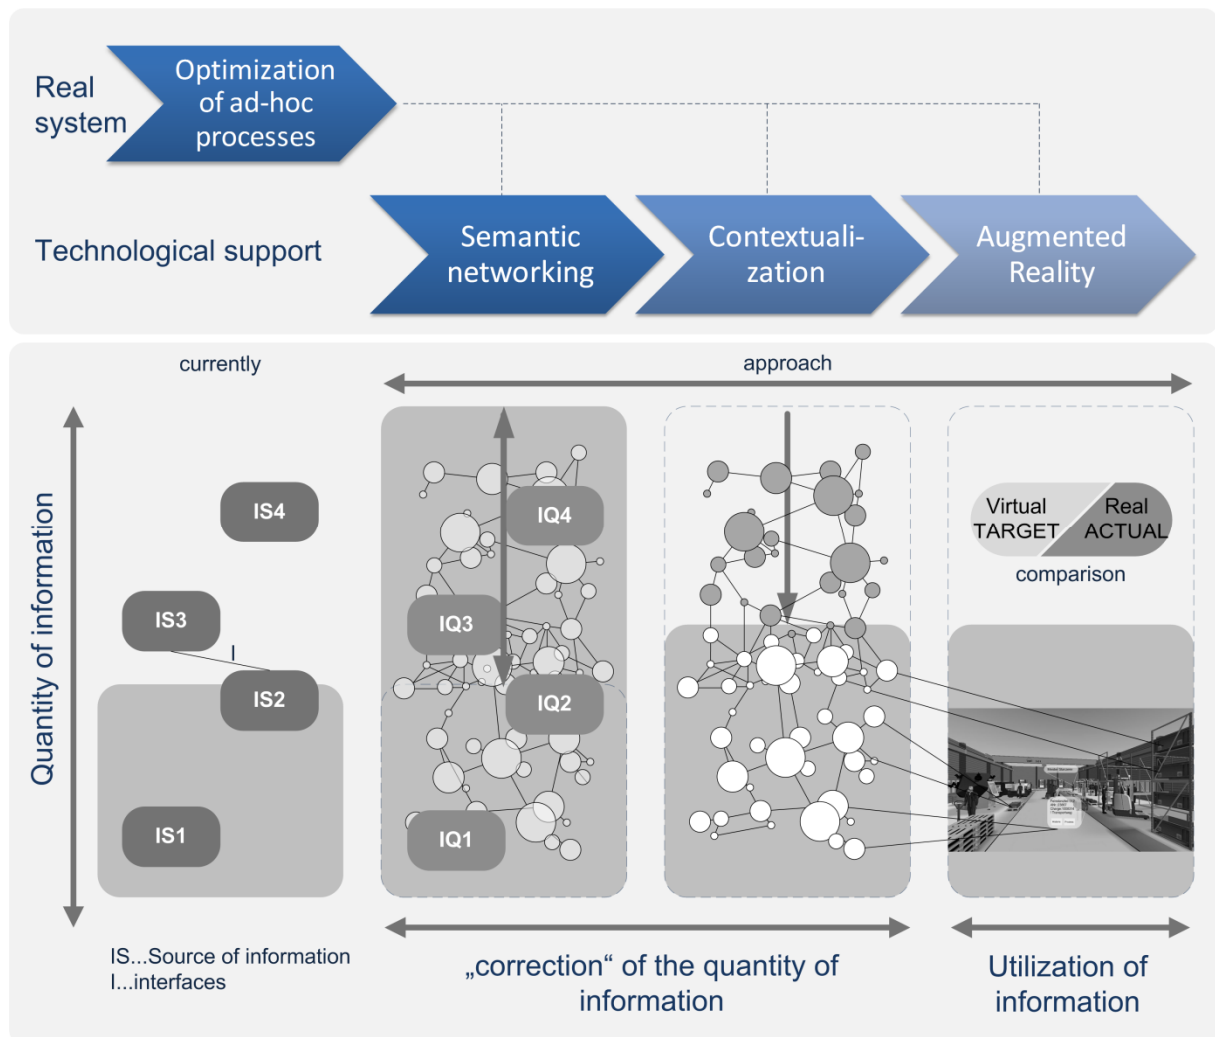 Real
system
Optimization
of ad-hoc
processes
Technological support
Semantic
networking
Contextuali-
zation
Augmented
Reality
currently
approach
Quantity of information
IS4
IS3
I
IS2
IS1
IQ4
IQ3
IQ2
IQ1
Virtual
TARGET
Real
ACTUAL
comparison
IS...Source of information
I...interfaces
„correction“ of the quantity of
information
Utilization of
information